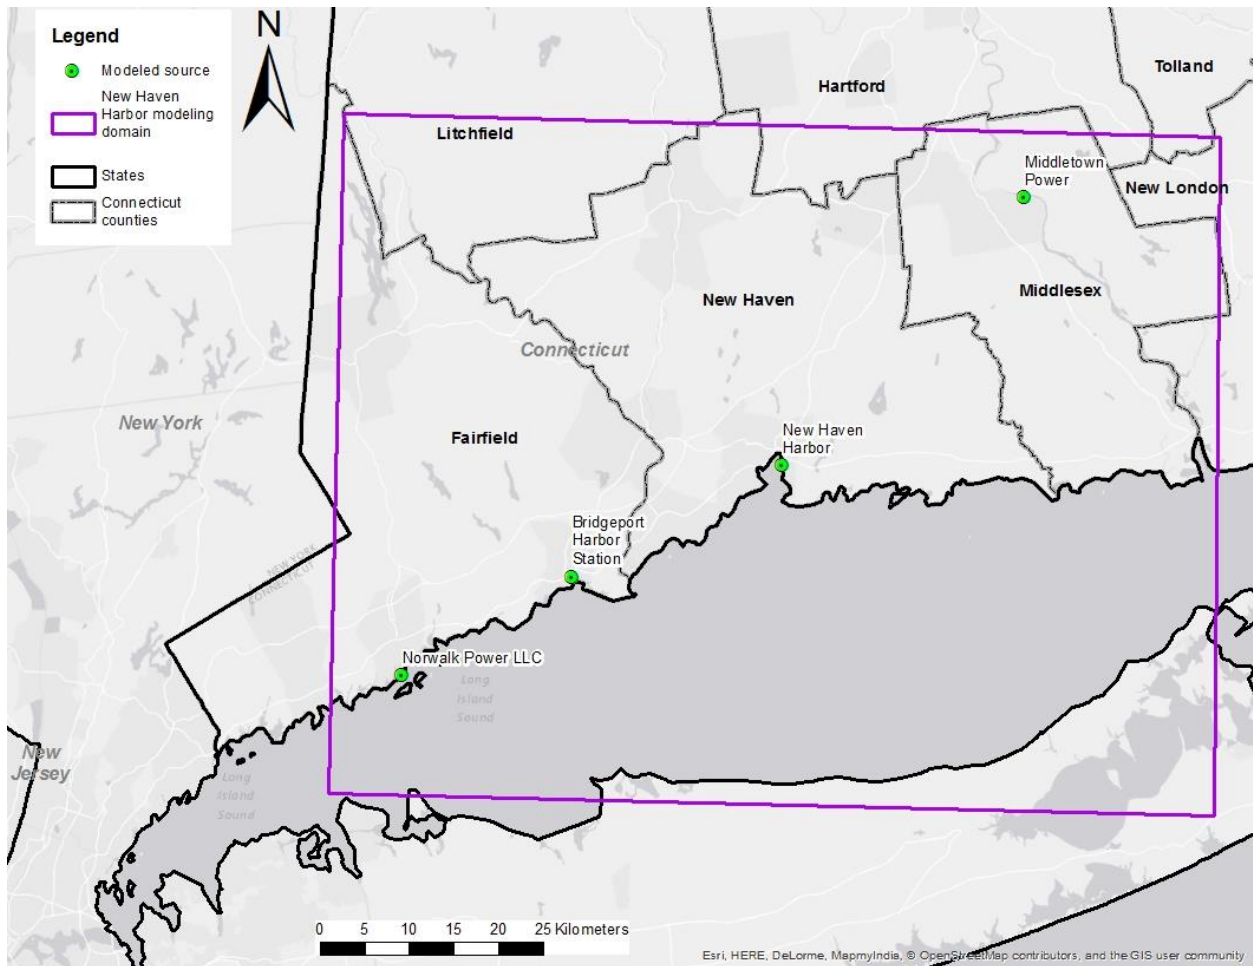 Legend
Modeled source
New Haven
Harbor modeling
domain
States
Connecticut
counties
N
Hartford
Tolland
Litchfield
Middletown
Power
New London
New Haven
Middlesex
Connecticut
New York
Fairfield
New Haven
Harbor
Bridgeport
Harbor
Station
NEW YORK
CONNECTICUT
Norwalk Power LLC
Long
Island
Sound
New
Jersey
Long
Island
Sound
0 5 10 15 20 25 Kilometers
Esri, HERE, DeLorme, MapmyIndia, © OpenStreetMap contributors, and the GIS user community